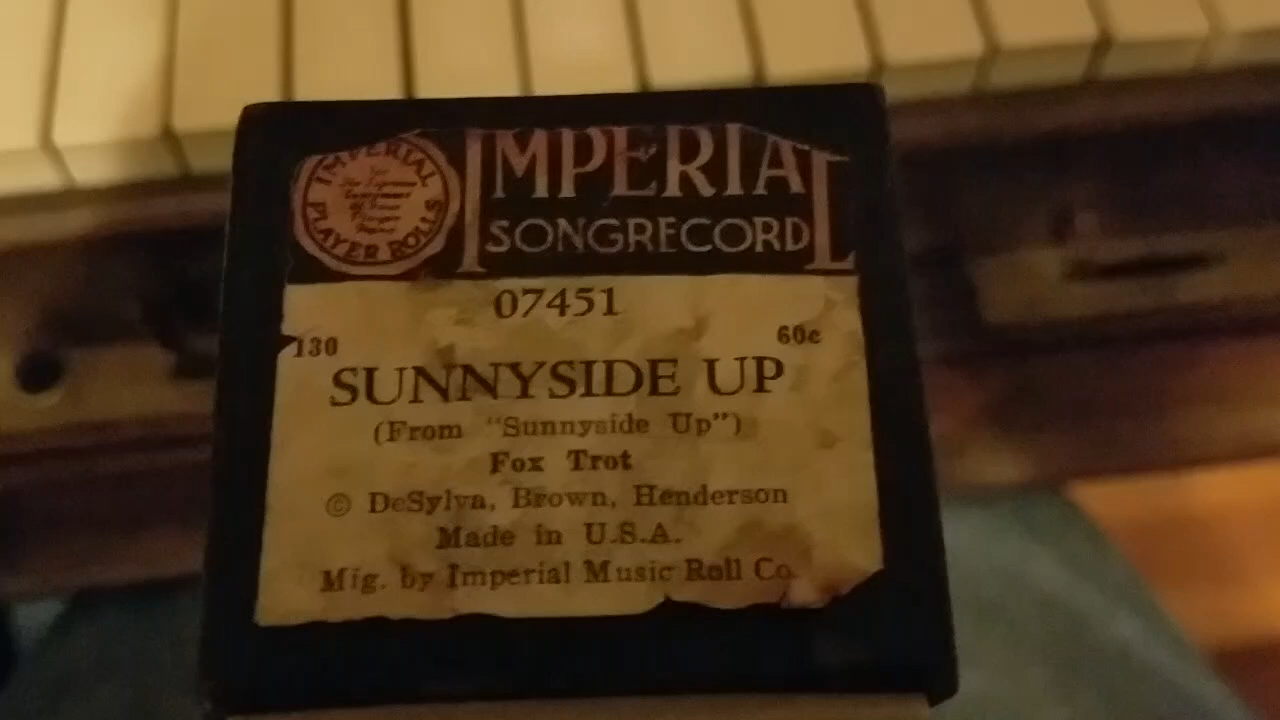 IMPERIAL
PLAYER ROLLS
IMPERIAL
SONGRECORD
07451
130
60c
SUNNYSIDE UP
(From "Sunnyside Up")
Fox Trot
© DeSylva, Brown, Henderson
Made in U.S.A.
Mfg. by Imperial Music Roll Co